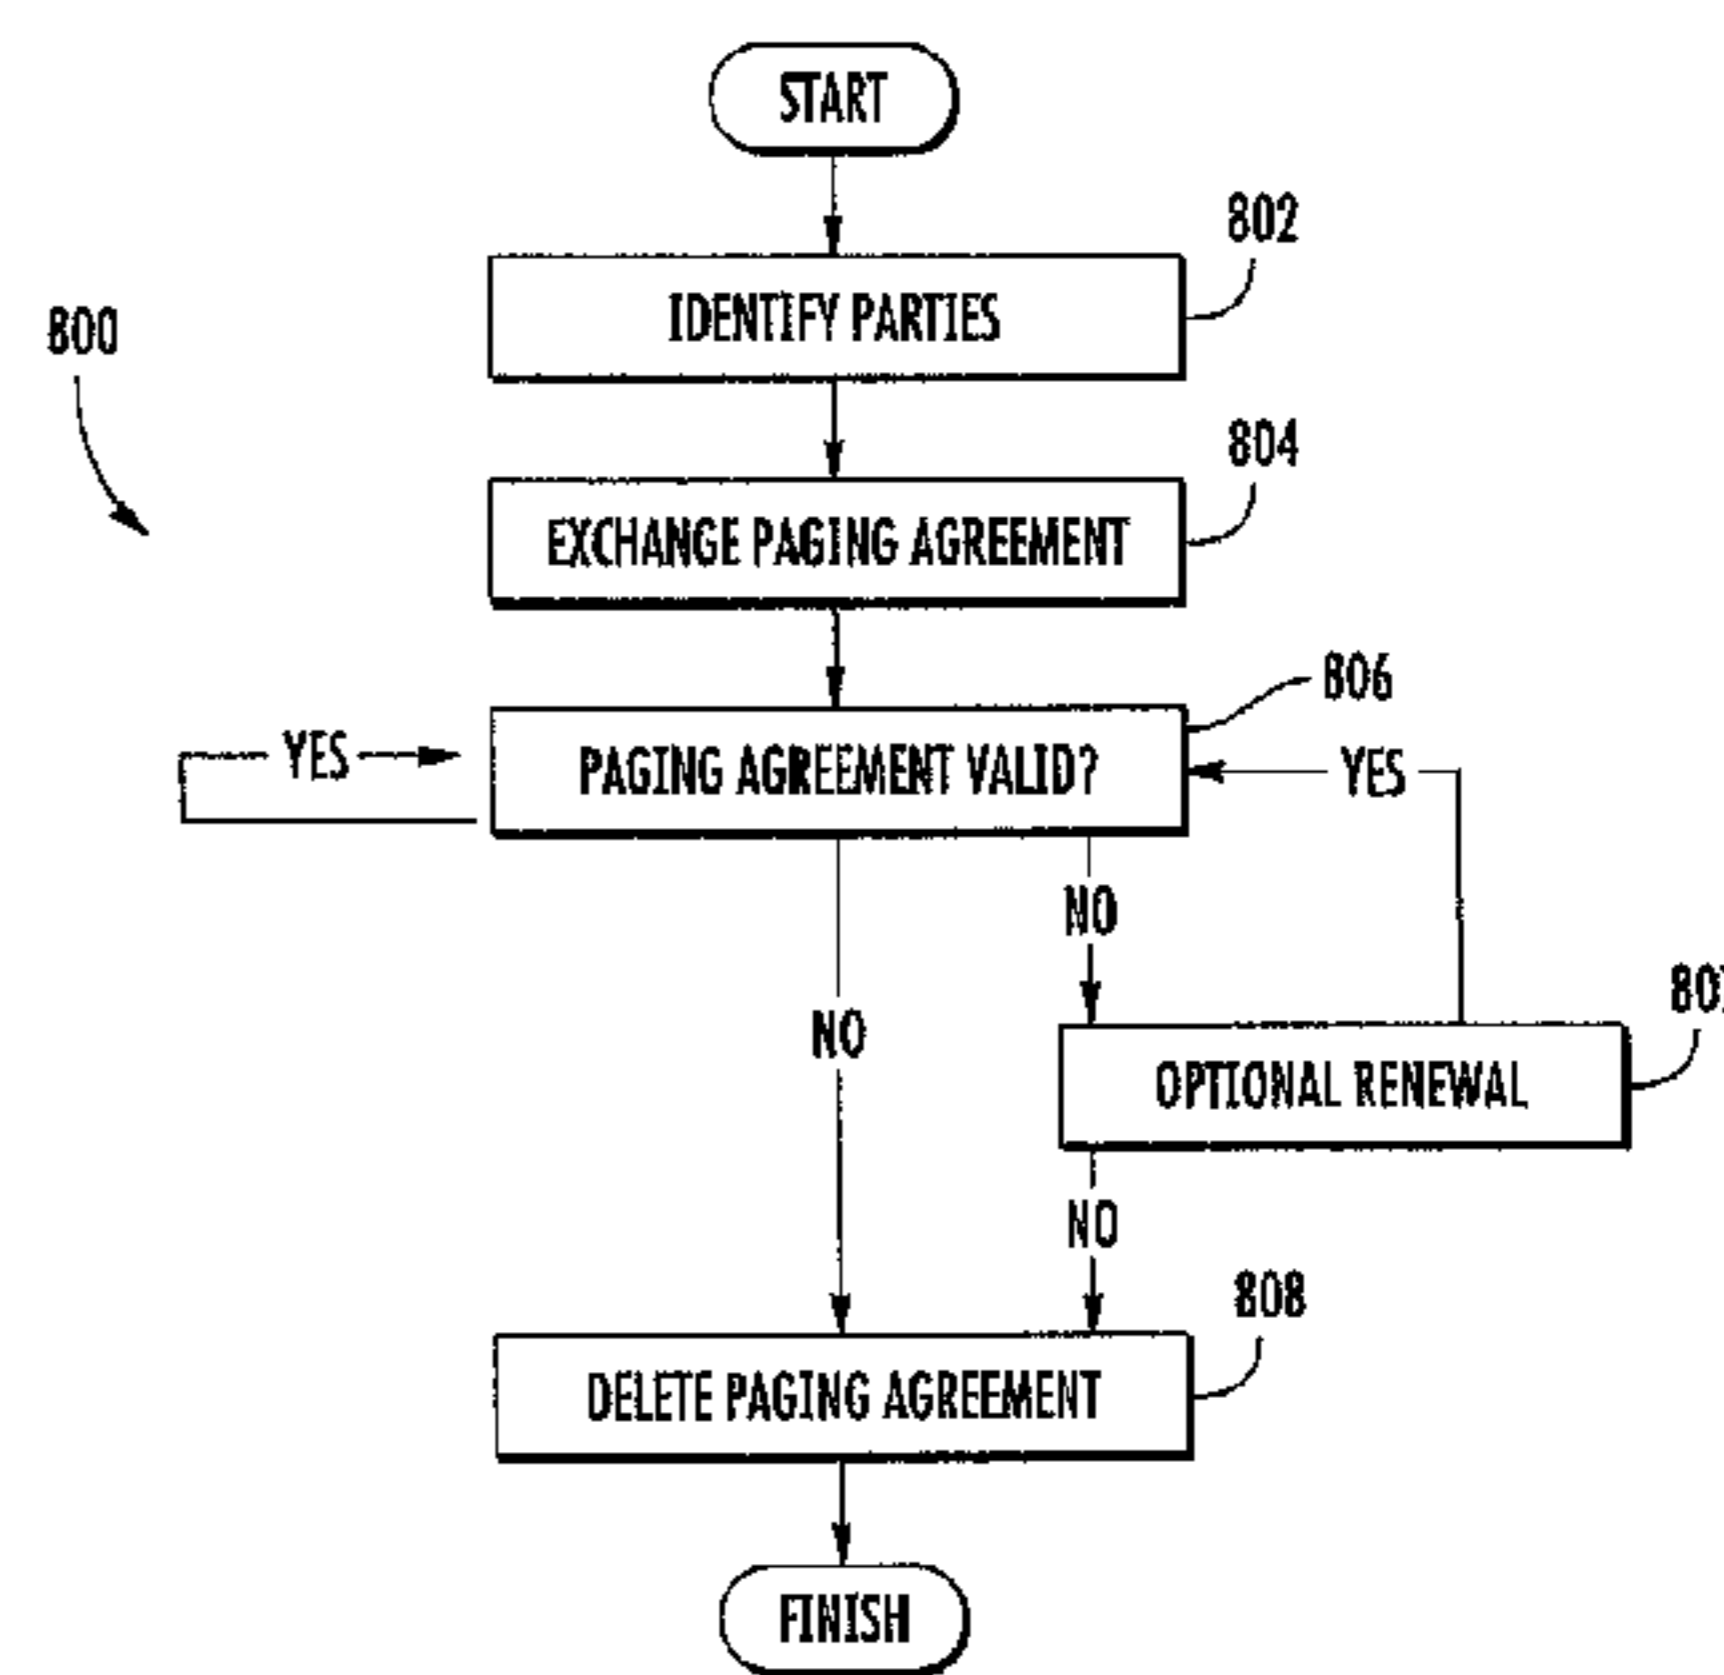 START
802
IDENTIFY PARTIES
800
804
EXCHANGE PAGING AGREEMENT
806
YES
PAGING AGREEMENT VALID?
YES
NO
NO
OPTIONAL RENEWAL
NO
808
DELETE PAGING AGREEMENT
FINISH